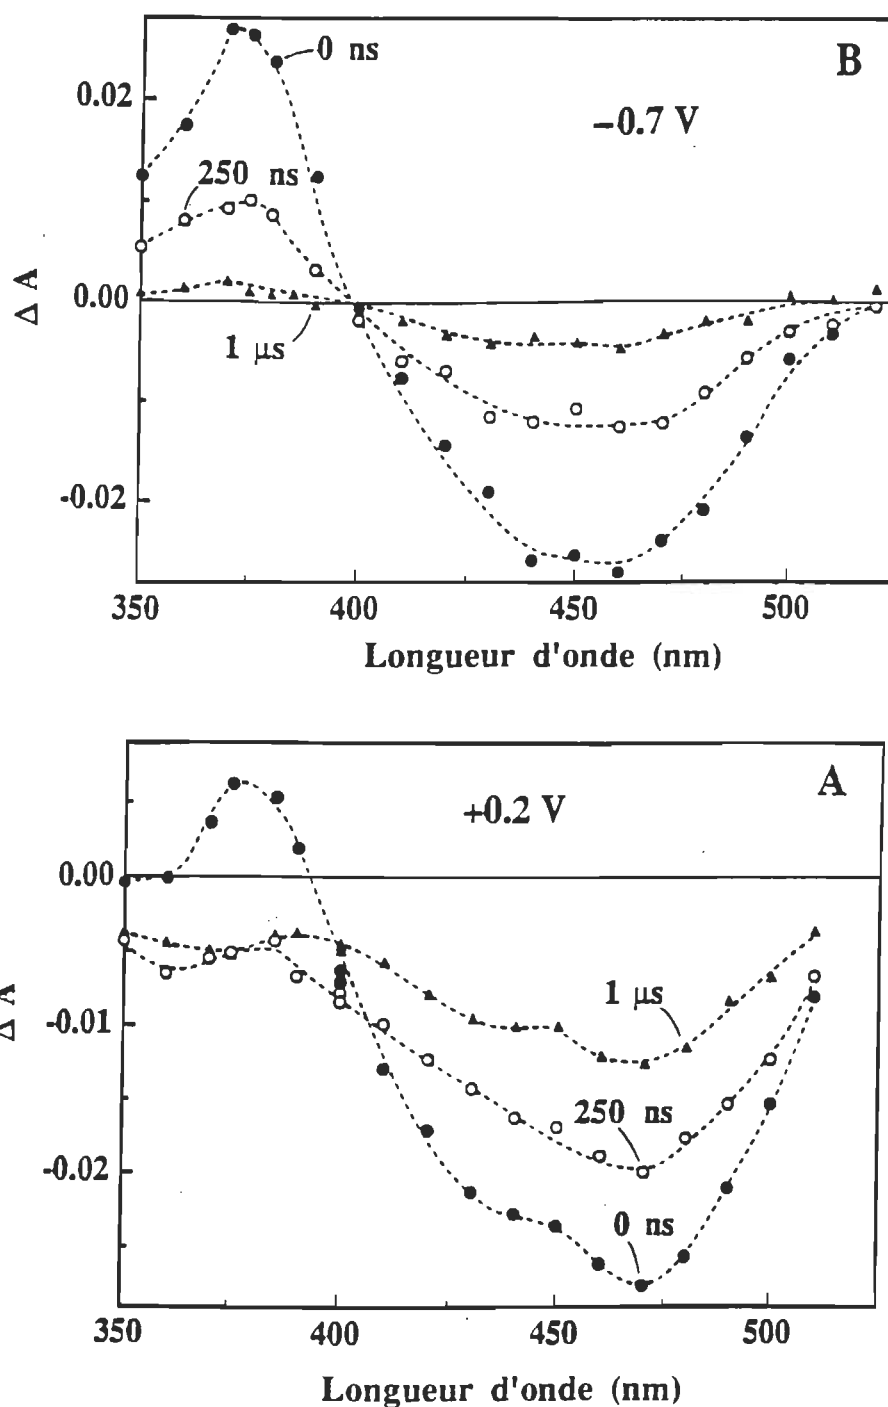 B
0 ns
0.02
−0.7 V
250 ns
0.00
Δ A
1 μs
-0.02
350 400 450 500
Longueur d'onde (nm)
A
+0.2 V
0.00
Δ A
1 μs
-0.01
250 ns
-0.02
0 ns
350 400 450 500
Longueur d'onde (nm)